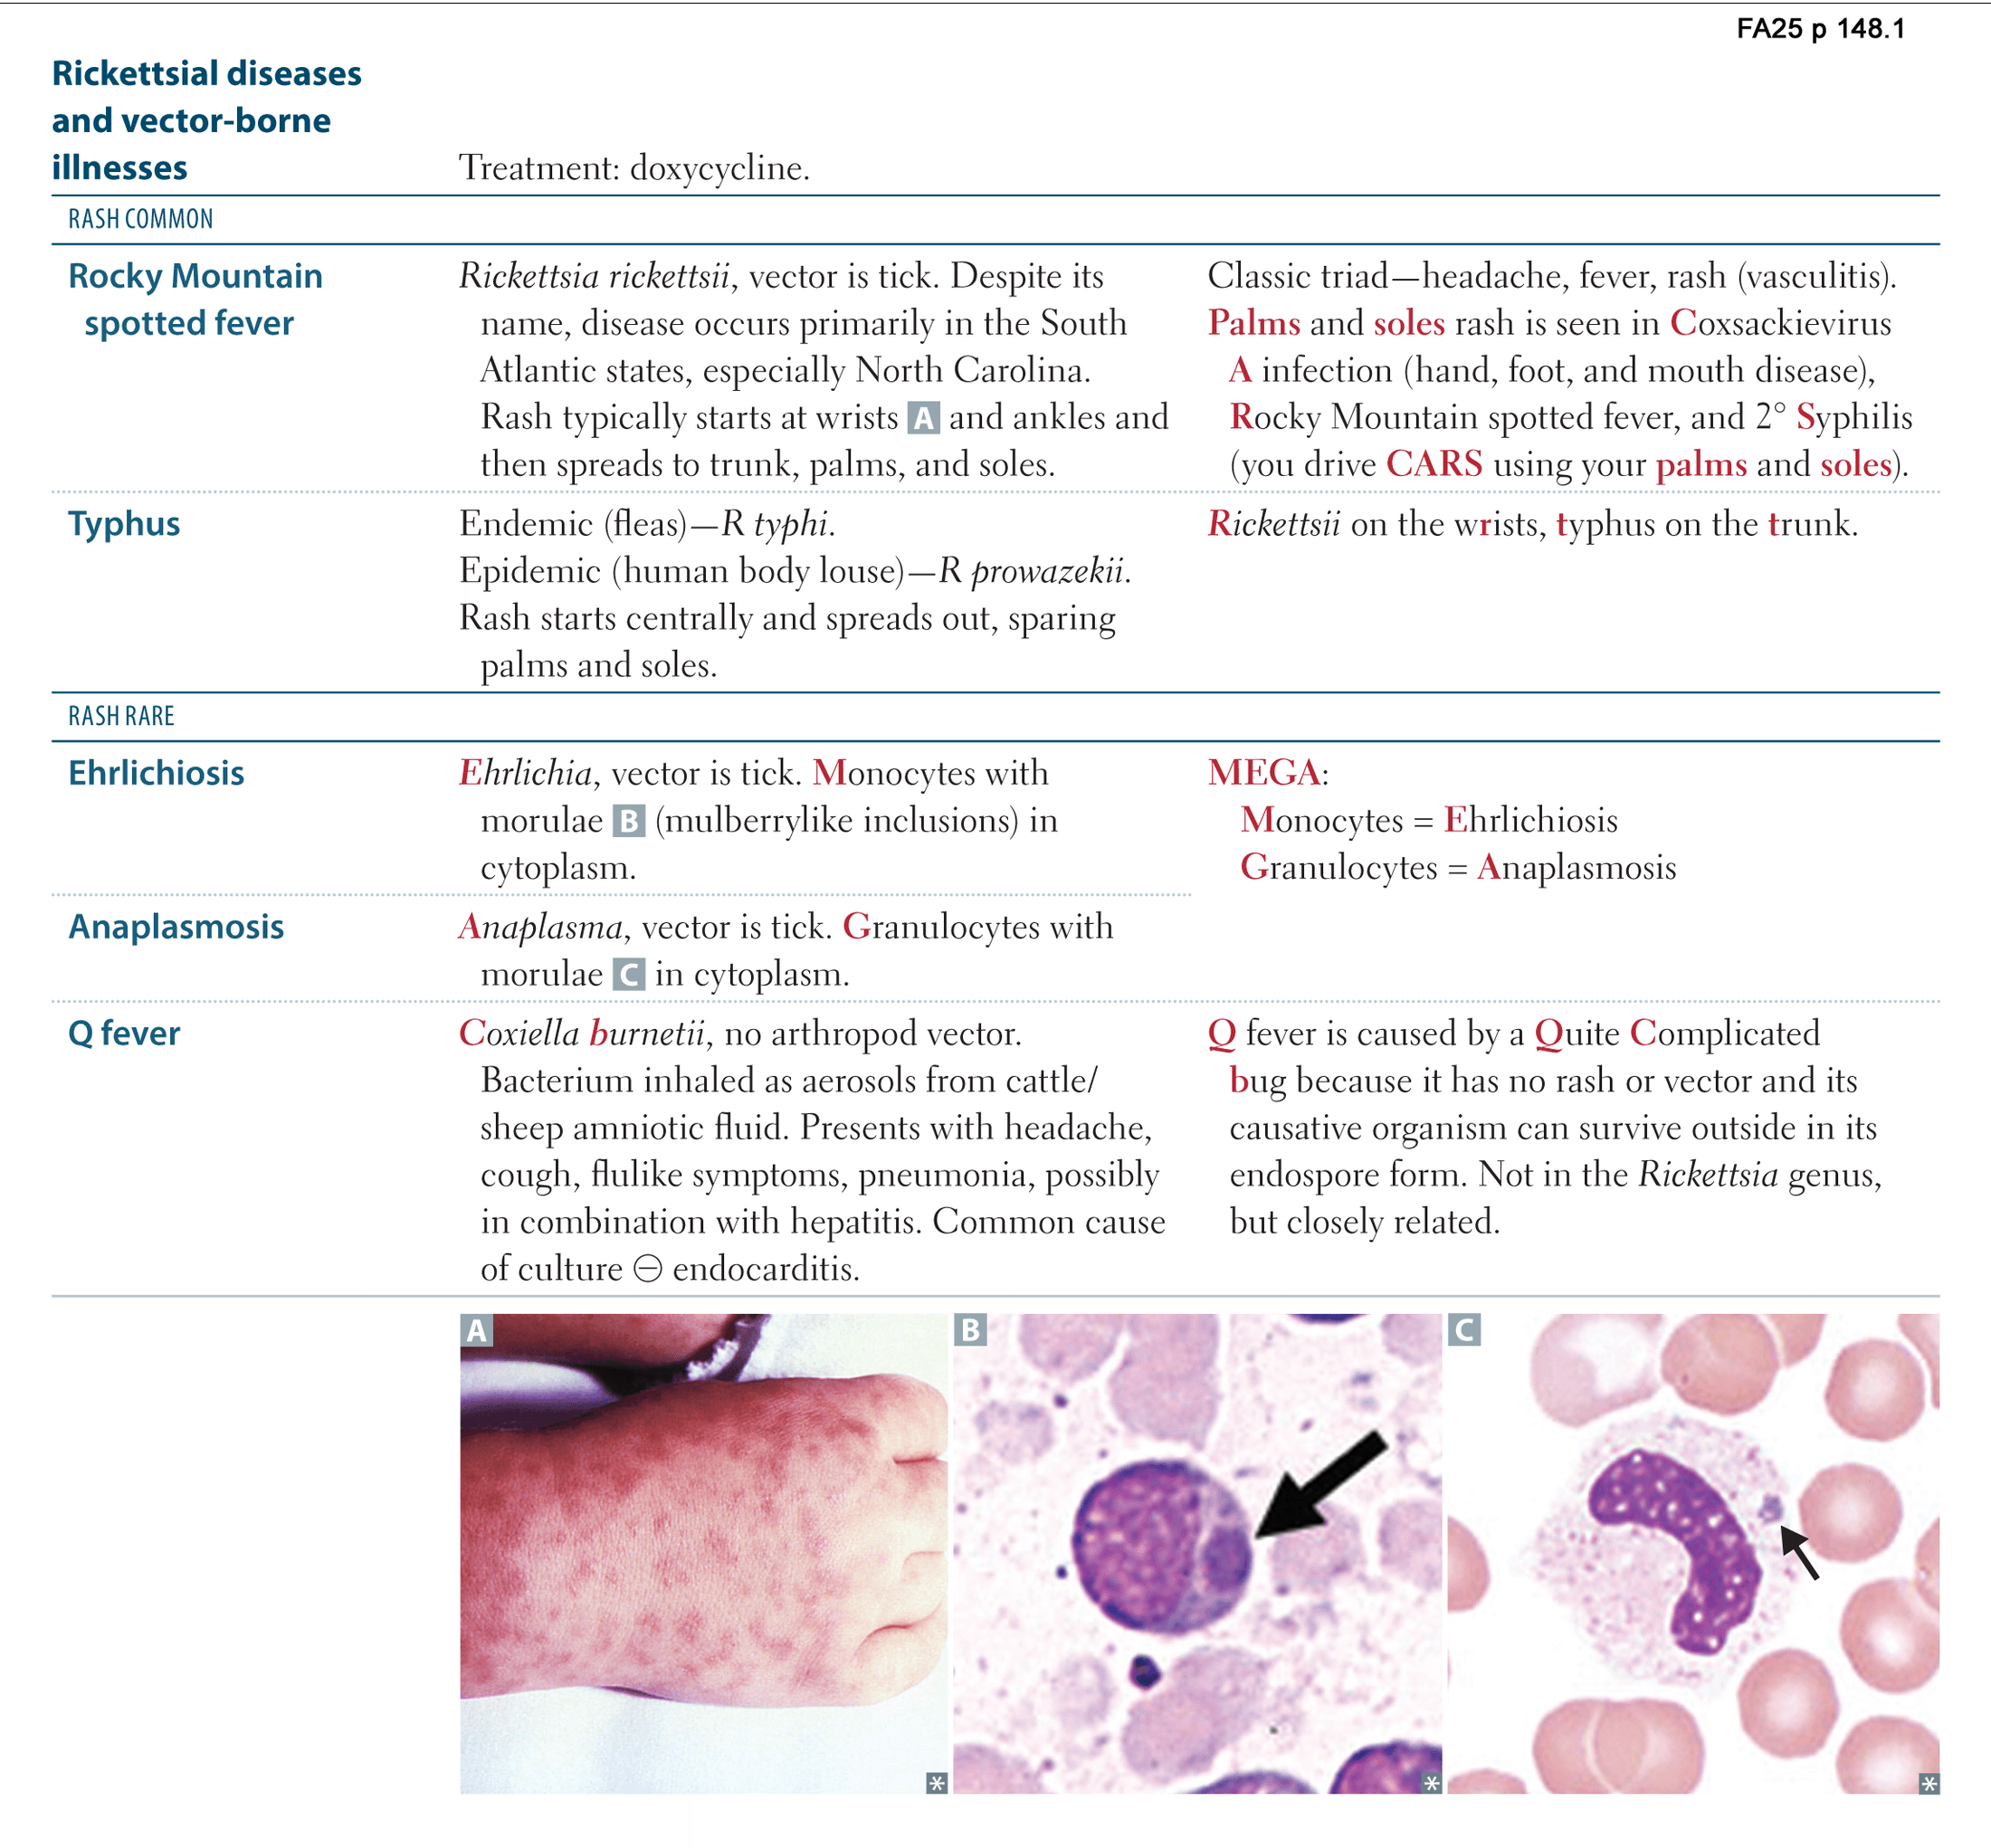 FA25 p 148.1
Rickettsial diseases
and vector-borne
illnesses
Treatment: doxycycline.
RASH COMMON
Rocky Mountain
spotted fever
Rickettsia rickettsii, vector is tick. Despite its
name, disease occurs primarily in the South
Atlantic states, especially North Carolina.
Rash typically starts at wrists A and ankles and
then spreads to trunk, palms, and soles.
Classic triad—headache, fever, rash (vasculitis).
Palms and soles rash is seen in Coxsackievirus
A infection (hand, foot, and mouth disease),
Rocky Mountain spotted fever, and 2° Syphilis
(you drive CARS using your palms and soles).
Typhus
Endemic (fleas)—R typhi.
Epidemic (human body louse)—R prowazekii.
Rash starts centrally and spreads out, sparing
palms and soles.
Rickettsii on the wrists, typhus on the trunk.
RASH RARE
Ehrlichiosis
Ehrlichia, vector is tick. Monocytes with
morulae B (mulberrylike inclusions) in
cytoplasm.
MEGA:
Monocytes = Ehrlichiosis
Granulocytes = Anaplasmosis
Anaplasmosis
Anaplasma, vector is tick. Granulocytes with
morulae C in cytoplasm.
Q fever
Coxiella burnetii, no arthropod vector.
Bacterium inhaled as aerosols from cattle/
sheep amniotic fluid. Presents with headache,
cough, flulike symptoms, pneumonia, possibly
in combination with hepatitis. Common cause
of culture ⊖ endocarditis.
Q fever is caused by a Quite Complicated
bug because it has no rash or vector and its
causative organism can survive outside in its
endospore form. Not in the Rickettsia genus,
but closely related.
A
B
C
*
*
*